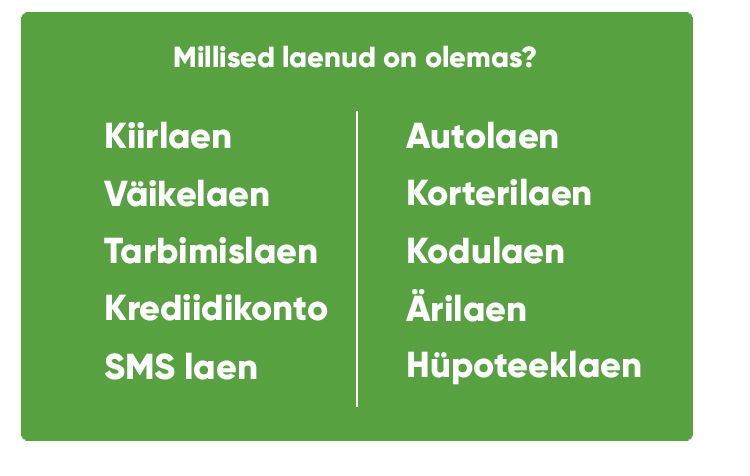 Millised laenud on olemas?
Kiirlaen
Väikelaen
Tarbimislaen
Krediidikonto
SMS laen
Autolaen
Korterilaen
Kodulaen
Ärilaen
Hüpoteeklaen